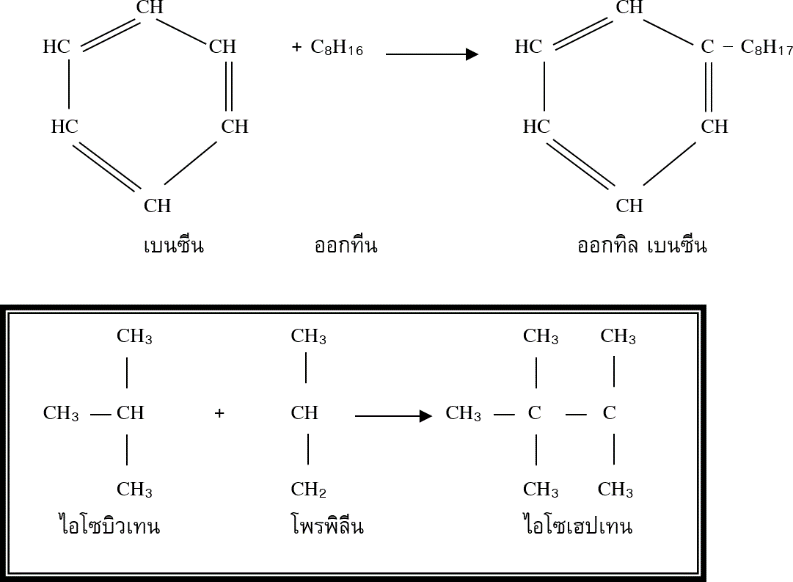 CH CH
HC CH + C₈H₁₆ HC C – C₈H₁₇
HC CH HC CH
CH CH
เบนซีน ออกทีน ออกทิล เบนซีน
CH₃ CH₃ CH₃ CH₃
CH₃ — CH + CH CH₃ — C — C
CH₃ CH₂ CH₃ CH₃
ไอโซบิวเทน โพรพิลีน ไอโซเฮปเทน